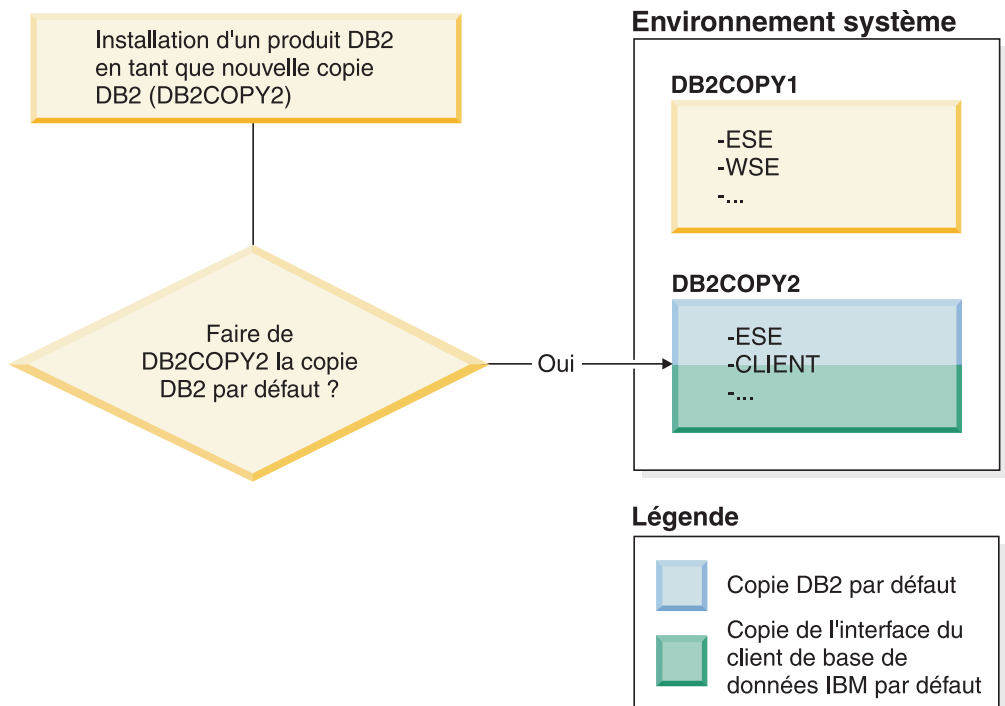 Installation d'un produit DB2
en tant que nouvelle copie
DB2 (DB2COPY2)
Faire de
DB2COPY2 la copie
DB2 par défaut ?
Oui
Environnement système
DB2COPY1
-ESE
-WSE
-...
DB2COPY2
-ESE
-CLIENT
-...
Légende
Copie DB2 par défaut
Copie de l'interface du
client de base de
données IBM par défaut